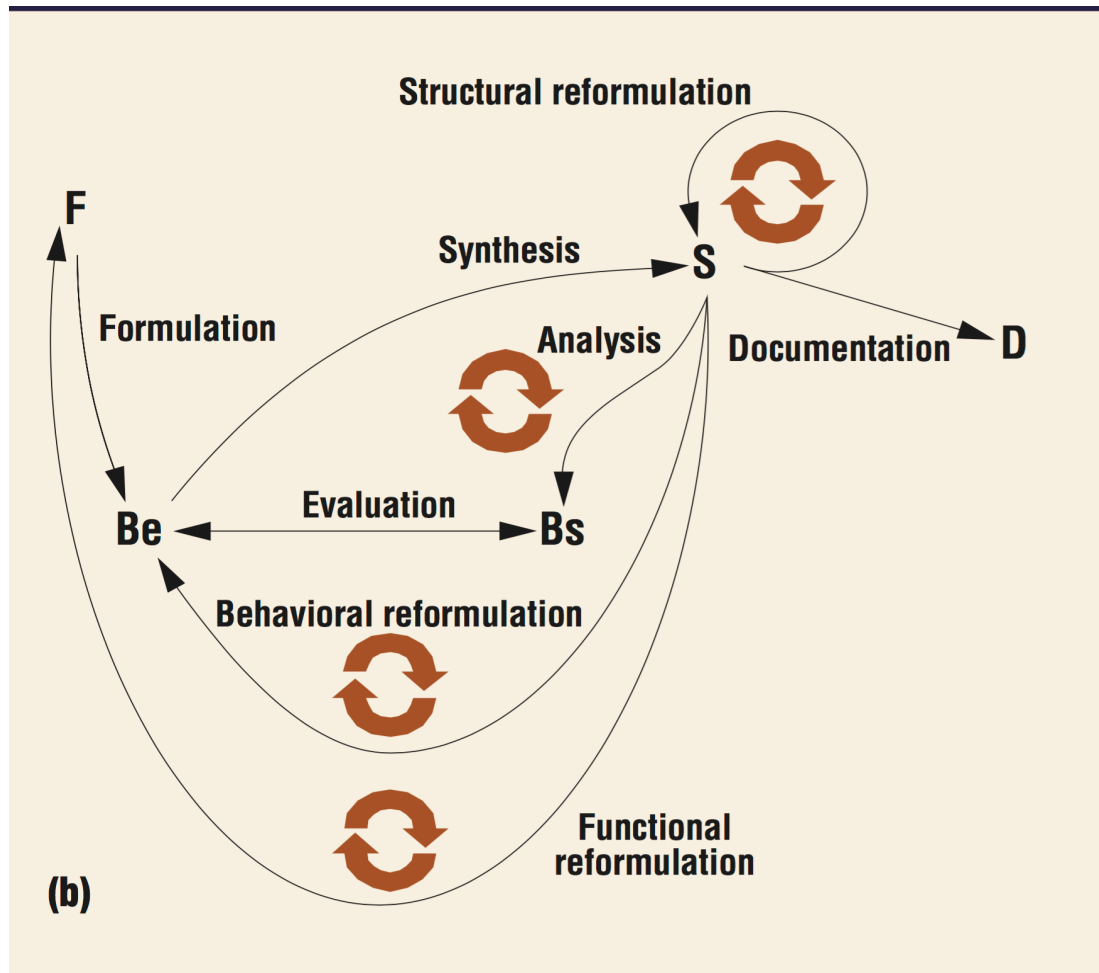 Structural reformulation
F
Synthesis
S
Formulation
Analysis
Documentation
D
Evaluation
Be
Bs
Behavioral reformulation
Functional
reformulation
(b)